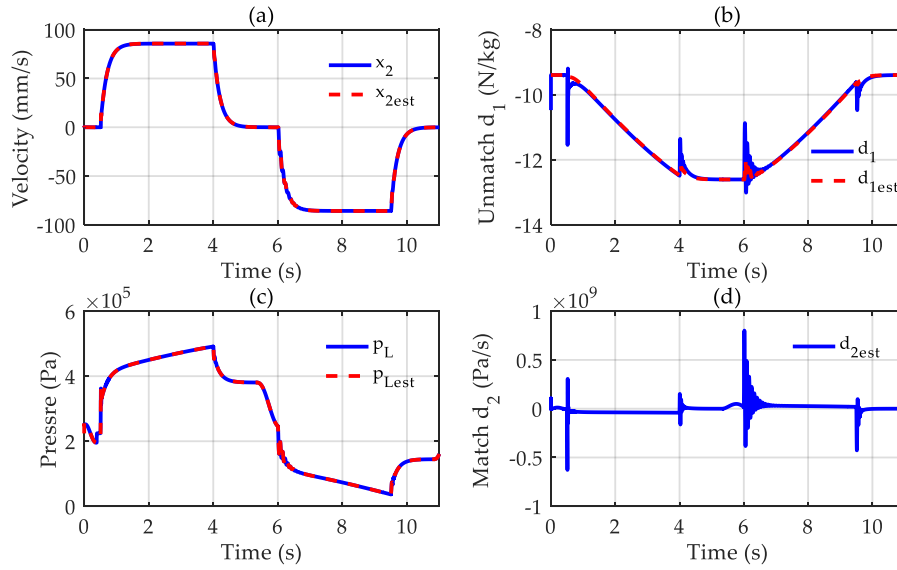 (a)
Velocity (mm/s)
100
50
0
-50
-100
x2
x2est
0 2 4 6 8 10
Time (s)
(b)
Unmatch d1 (N/kg)
-8
-10
-12
-14
d1
d1est
0 2 4 6 8 10
Time (s)
(c)
×10^5
Pressre (Pa)
6
4
2
0
pL
pLest
0 2 4 6 8 10
Time (s)
(d)
×10^9
Match d2 (Pa/s)
1
0.5
0
-0.5
-1
d2est
0 2 4 6 8 10
Time (s)